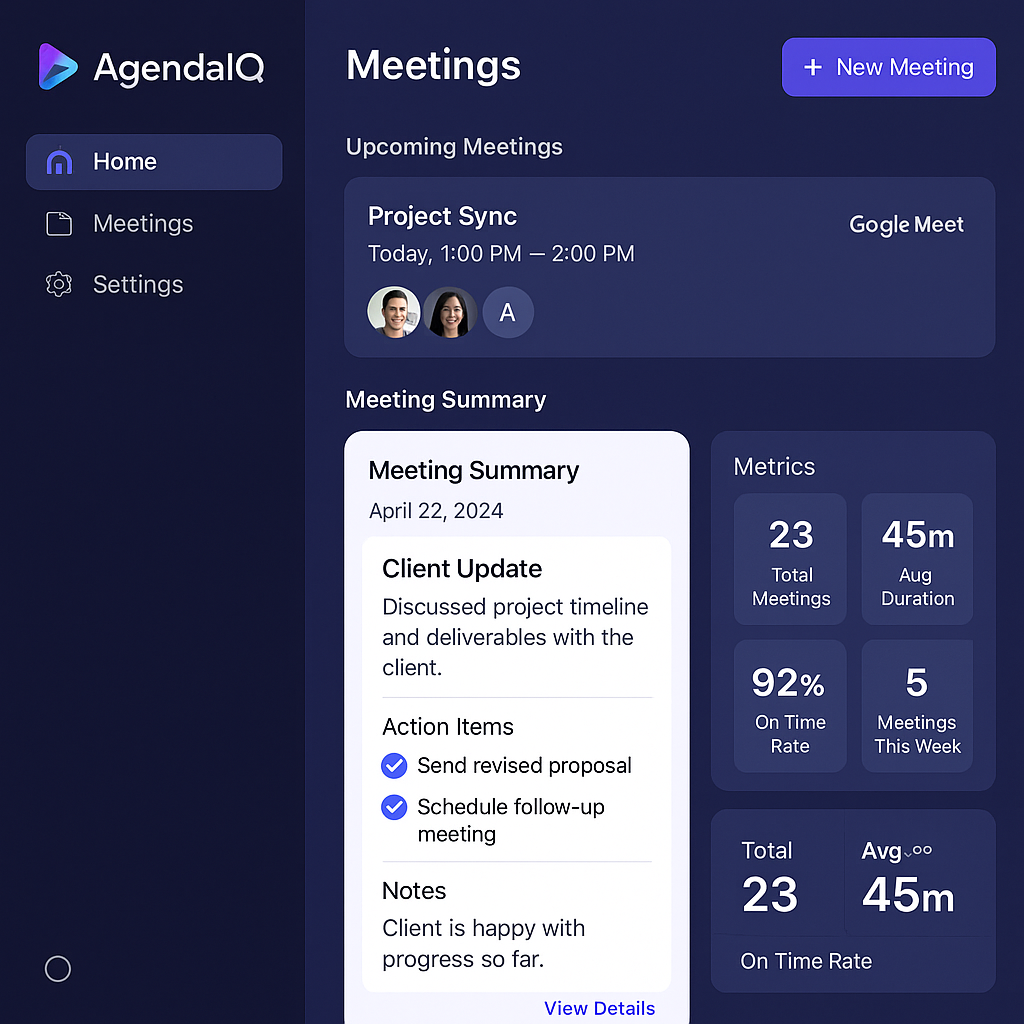 AgendaIQ
Home
Meetings
Settings
Meetings
+ New Meeting
Upcoming Meetings
Project Sync
Today, 1:00 PM — 2:00 PM
Gogle Meet
A
Meeting Summary
Meeting Summary
April 22, 2024
Client Update
Discussed project timeline
and deliverables with the
client.
Action Items
Send revised proposal
Schedule follow-up
meeting
Notes
Client is happy with
progress so far.
View Details
Metrics
23
Total
Meetings
45m
Aug
Duration
92%
On Time
Rate
5
Meetings
This Week
Total
23
Avg
45m
On Time Rate